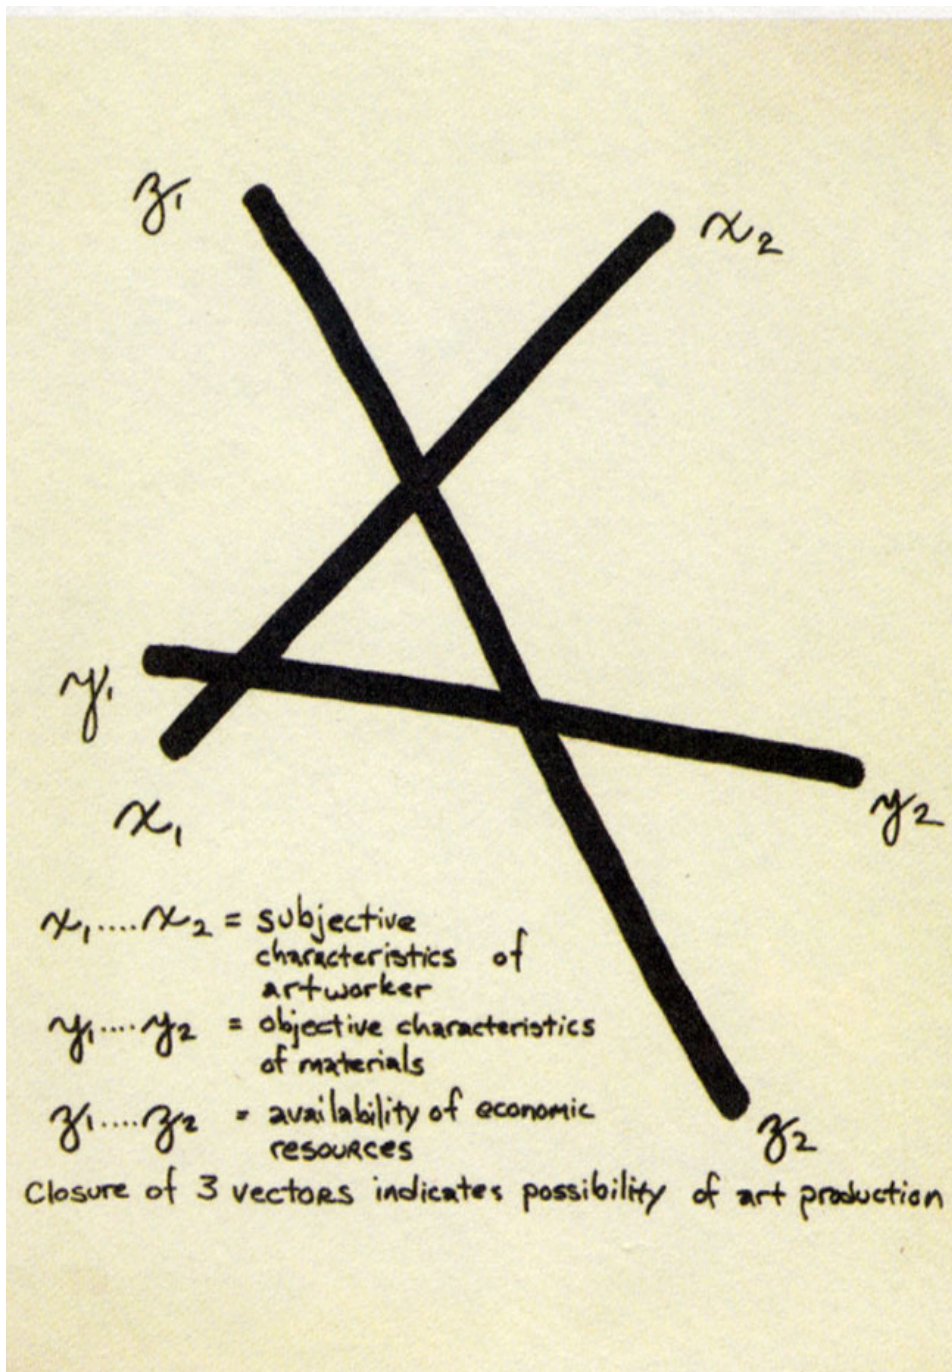 z₁
x₂
y₁
x₁
y₂
x₁....x₂ = subjective
characteristics of
artworker
y₁....y₂ = objective characteristics
of materials
z₁....z₂ = availability of economic
resources
z₂
Closure of 3 vectors indicates possibility of art production